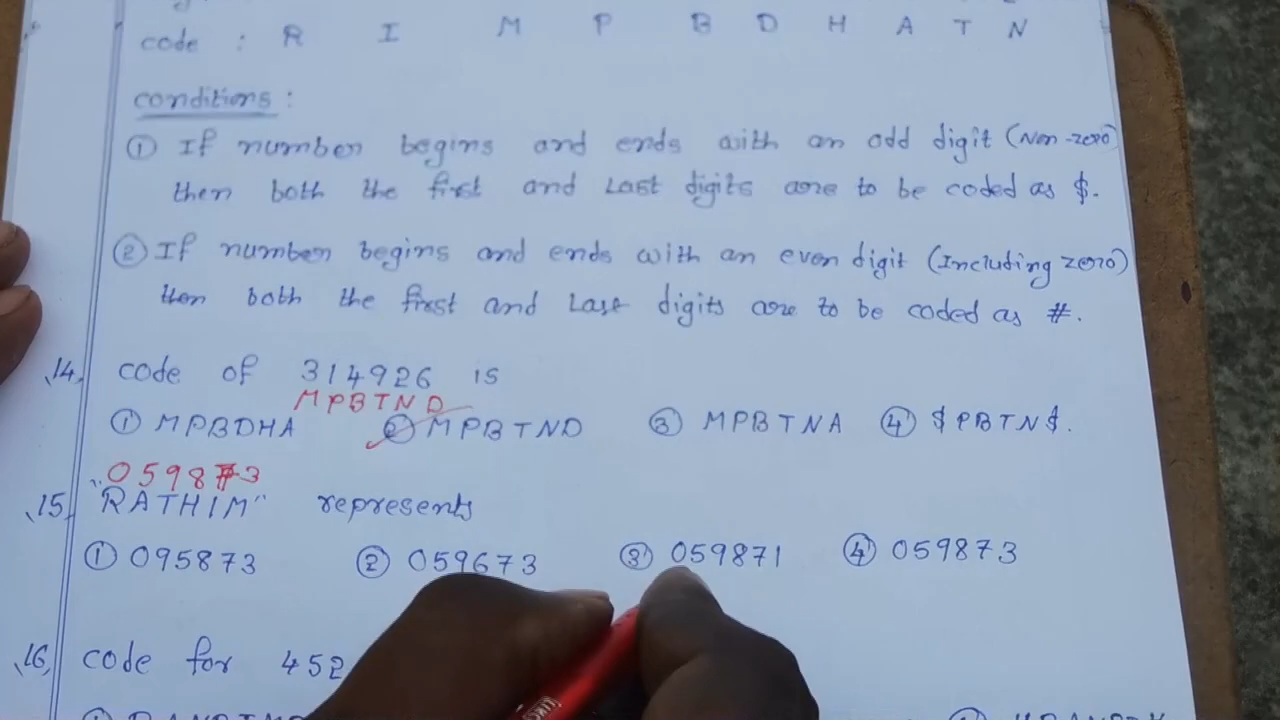 code : R I M P B D H A T N
conditions :
① If number begins and ends with an odd digit (Non-zero)
then both the first and Last digits are to be coded as $.
② If number begins and ends with an even digit (Including zero)
then both the first and Last digits are to be coded as #.
14. code of 314926 is
MPBTND
① MPBDHA ② MPBTND ③ MPBTNA ④ $PBTN$.
059873
15. "RATHIM" represents
① 095873 ② 059673 ③ 059871 ④ 059873
16. code for 452